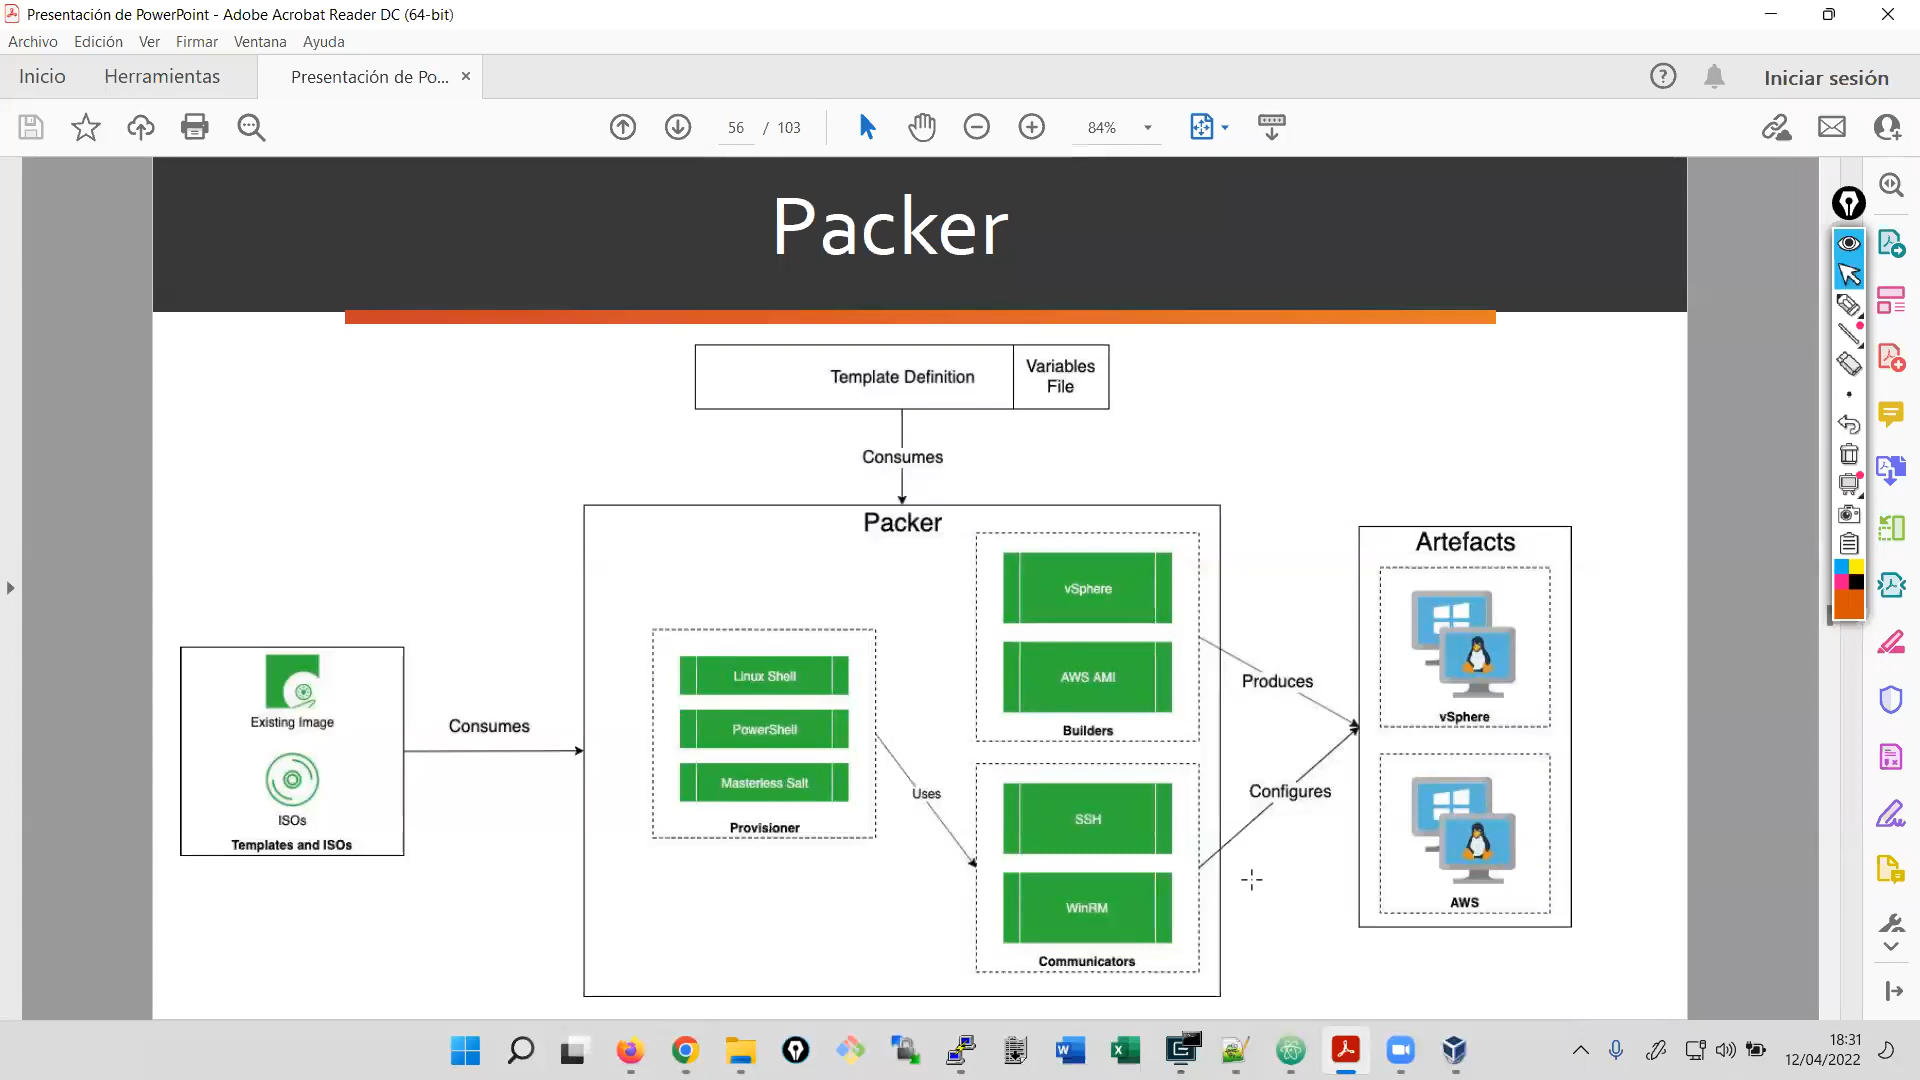 Presentación de PowerPoint - Adobe Acrobat Reader DC (64-bit)
Archivo Edición Ver Firmar Ventana Ayuda
Inicio Herramientas Presentación de Po... Iniciar sesión
56 / 103 84%
Packer
Template Definition
Variables
File
Consumes
Packer
vSphere
AWS AMI
Builders
Linux Shell
PowerShell
Masterless Salt
Provisioner
Uses
SSH
WinRM
Communicators
Existing Image
ISOs
Templates and ISOs
Consumes
Produces
Configures
Artefacts
vSphere
AWS
18:31
12/04/2022